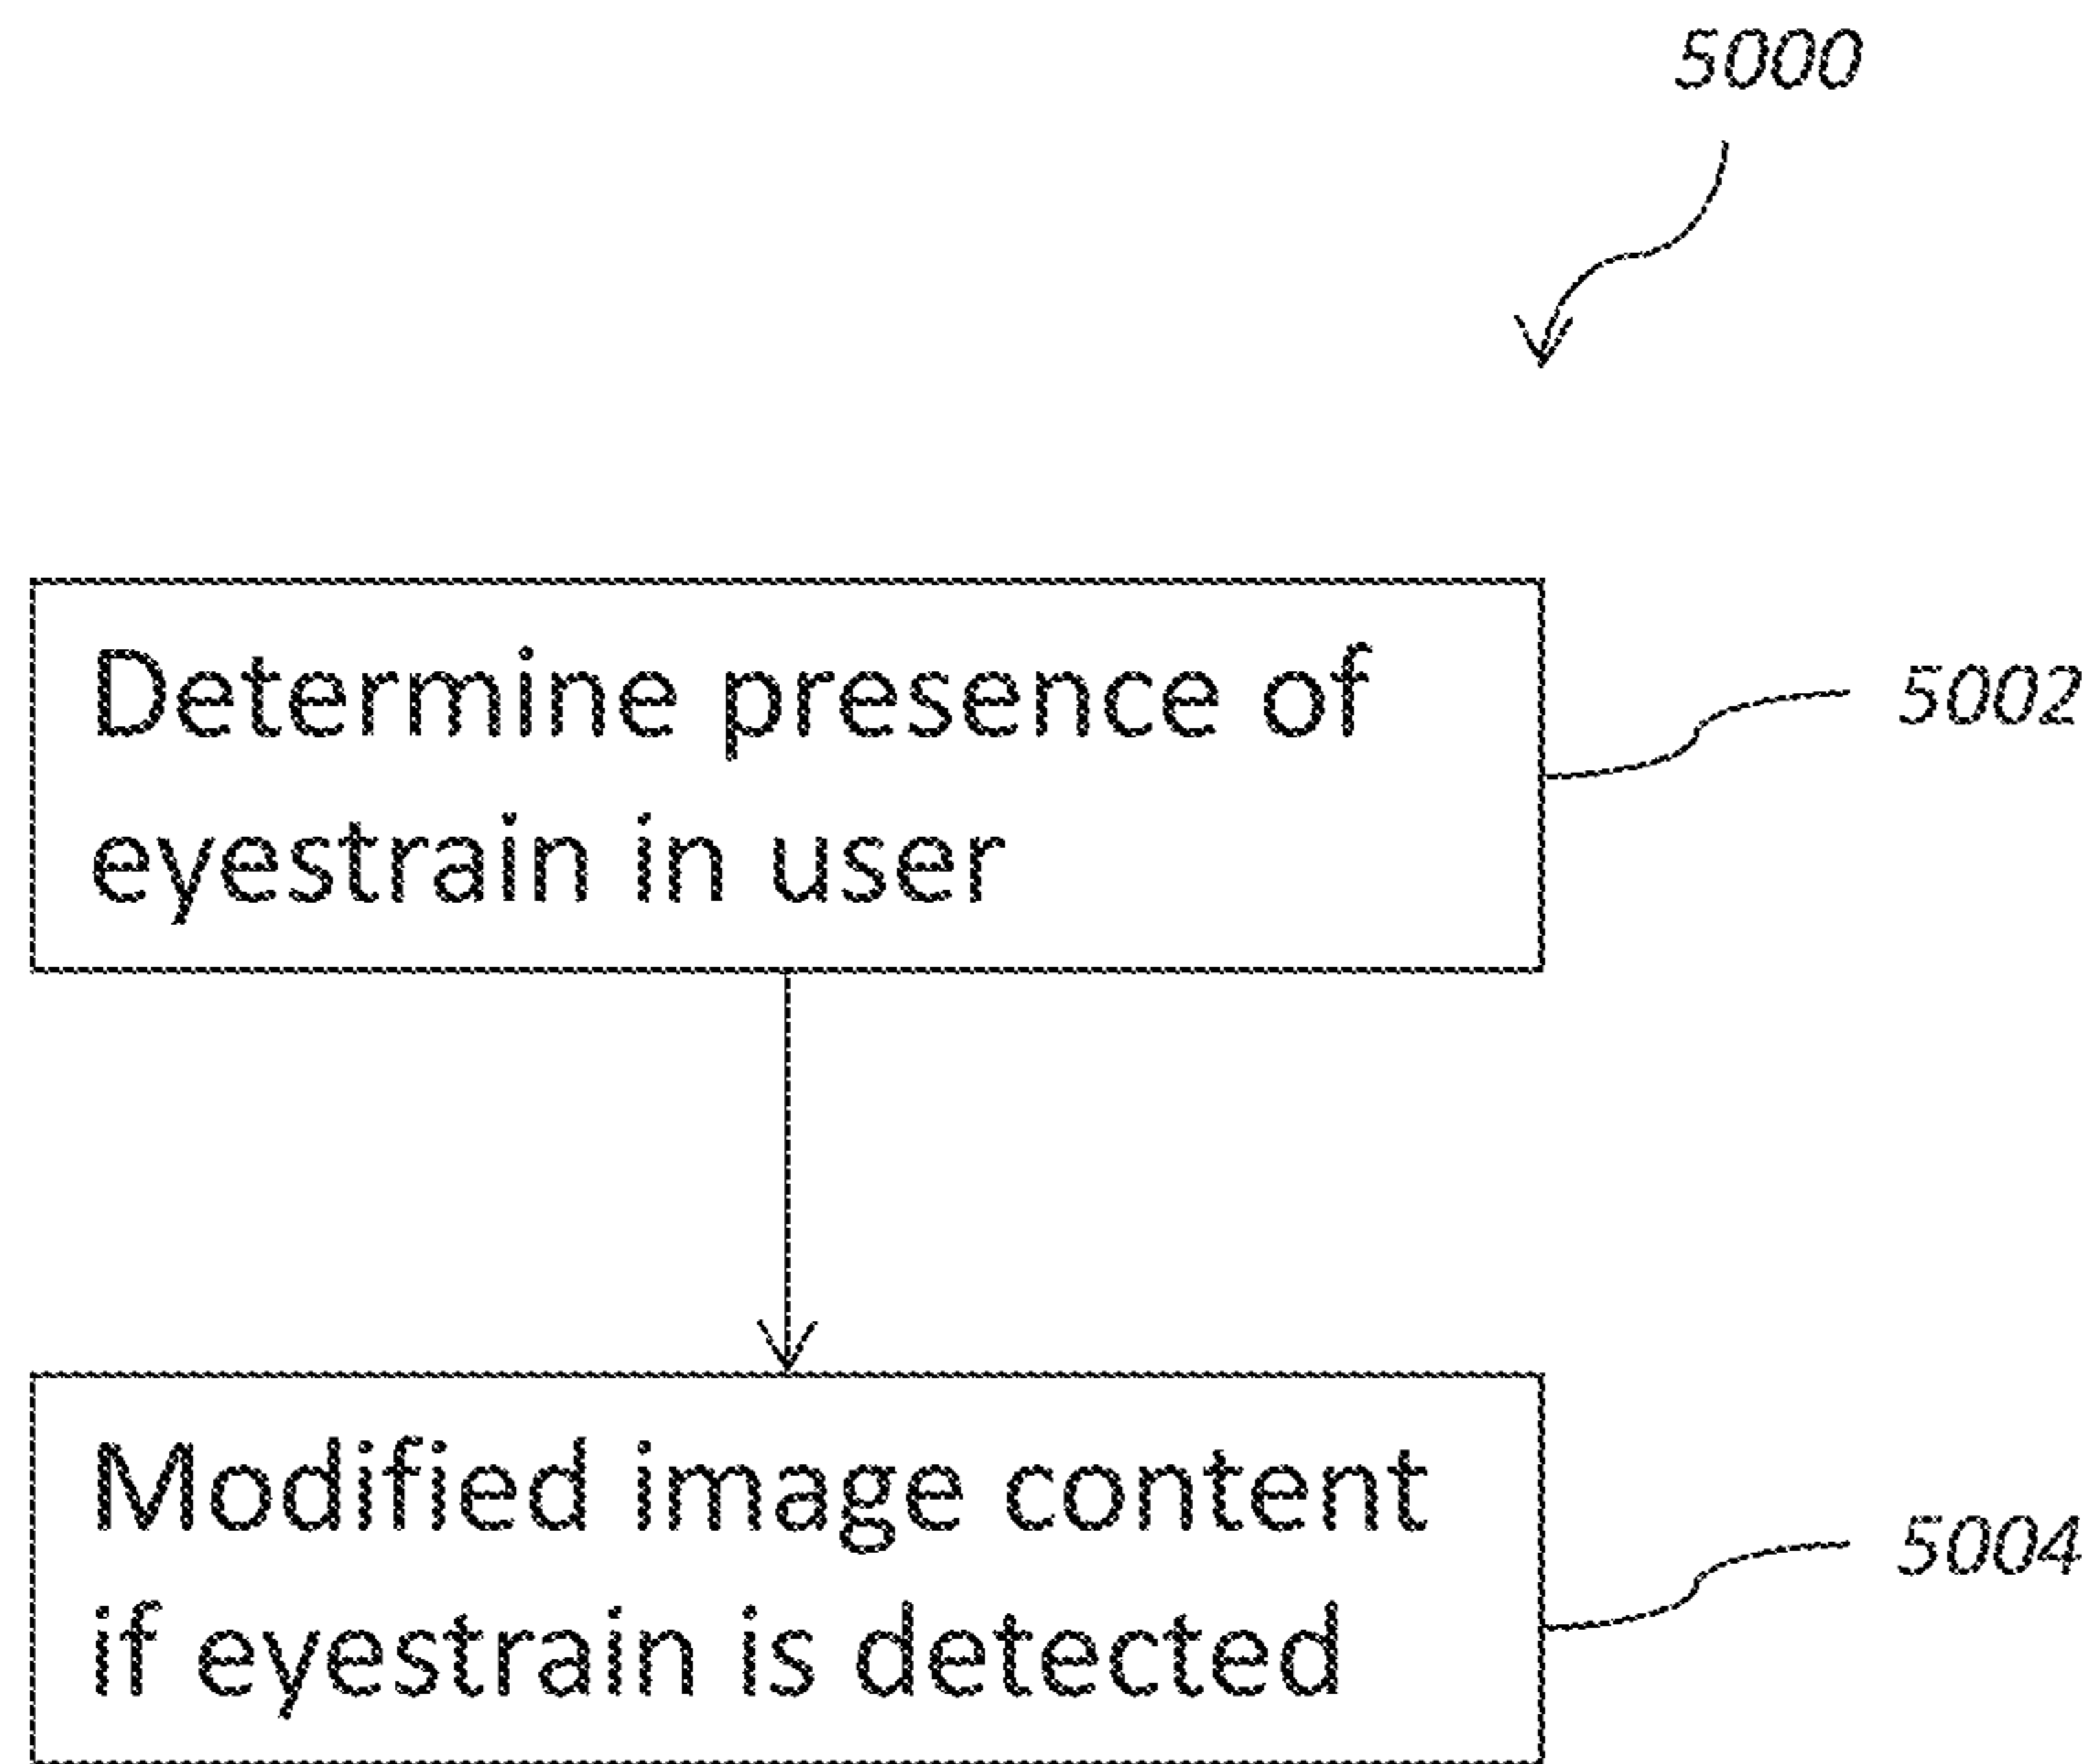 5000
Determine presence of
eyestrain in user
5002
Modified image content
if eyestrain is detected
5004